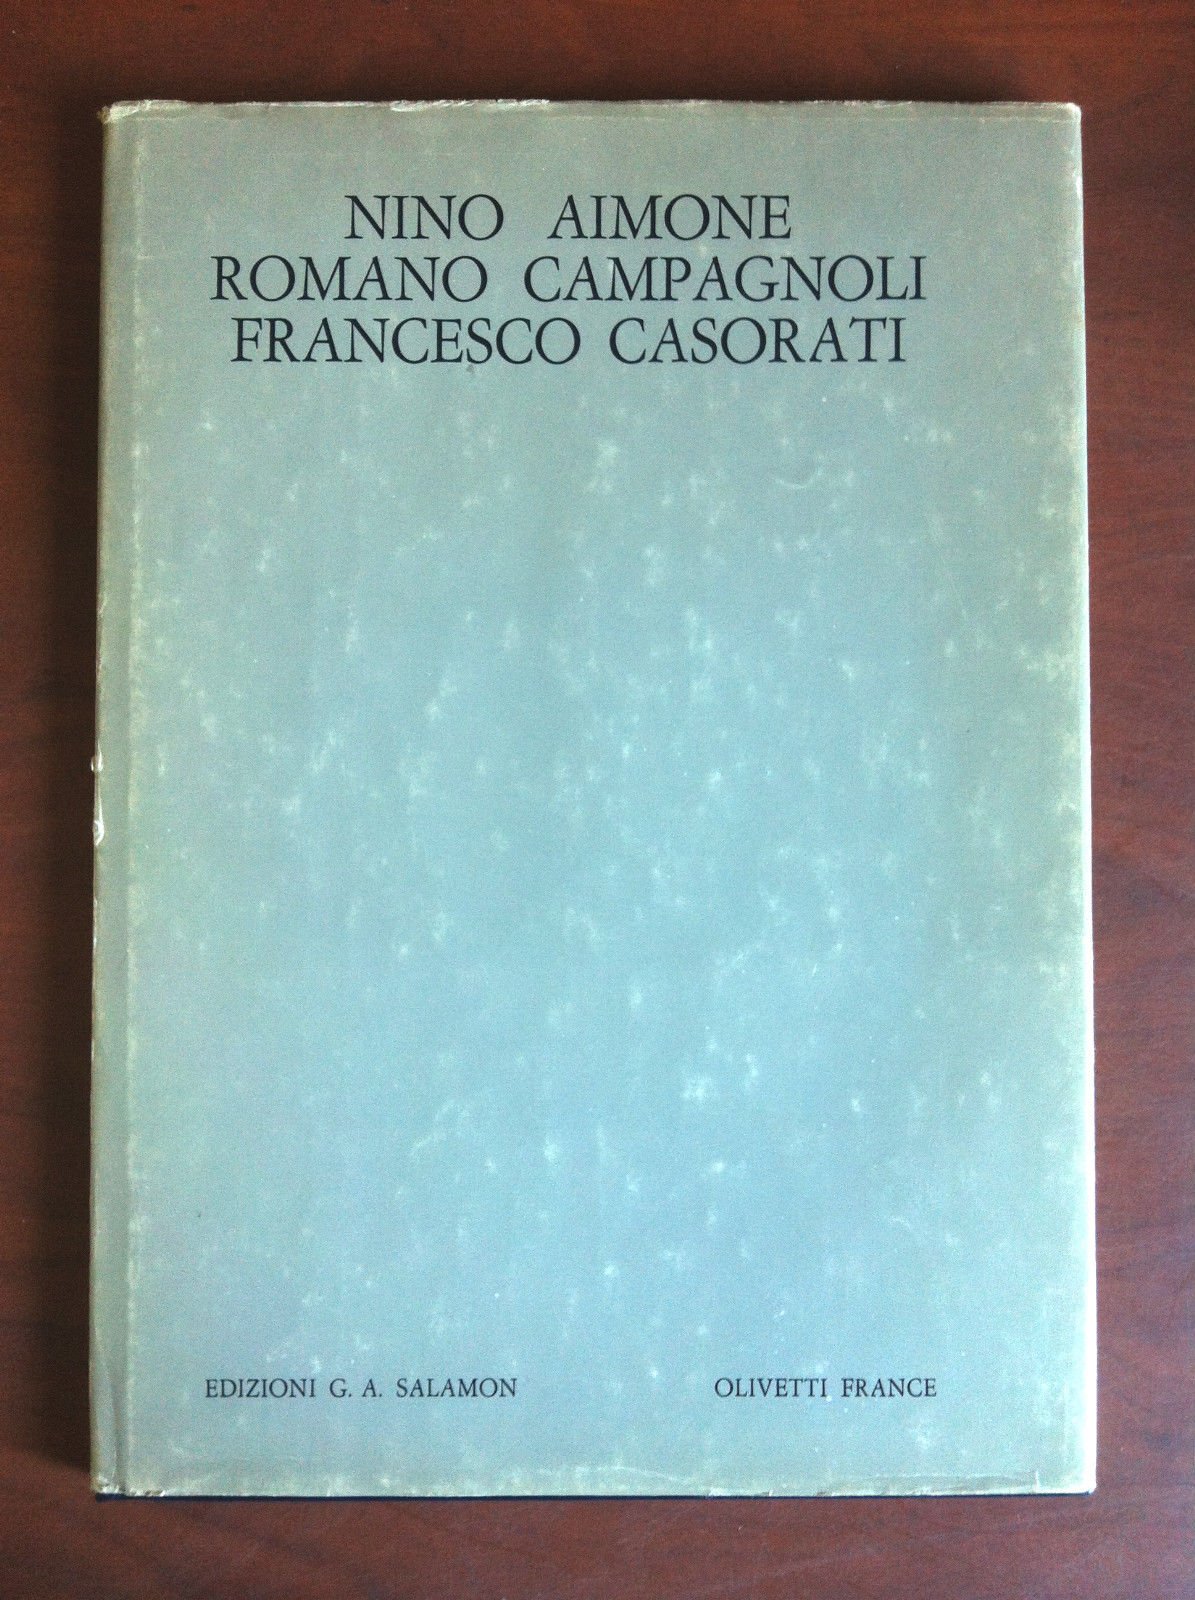 NINO AIMONE
ROMANO CAMPAGNOLI
FRANCESCO CASORATI
EDIZIONI G. A. SALAMON
OLIVETTI FRANCE